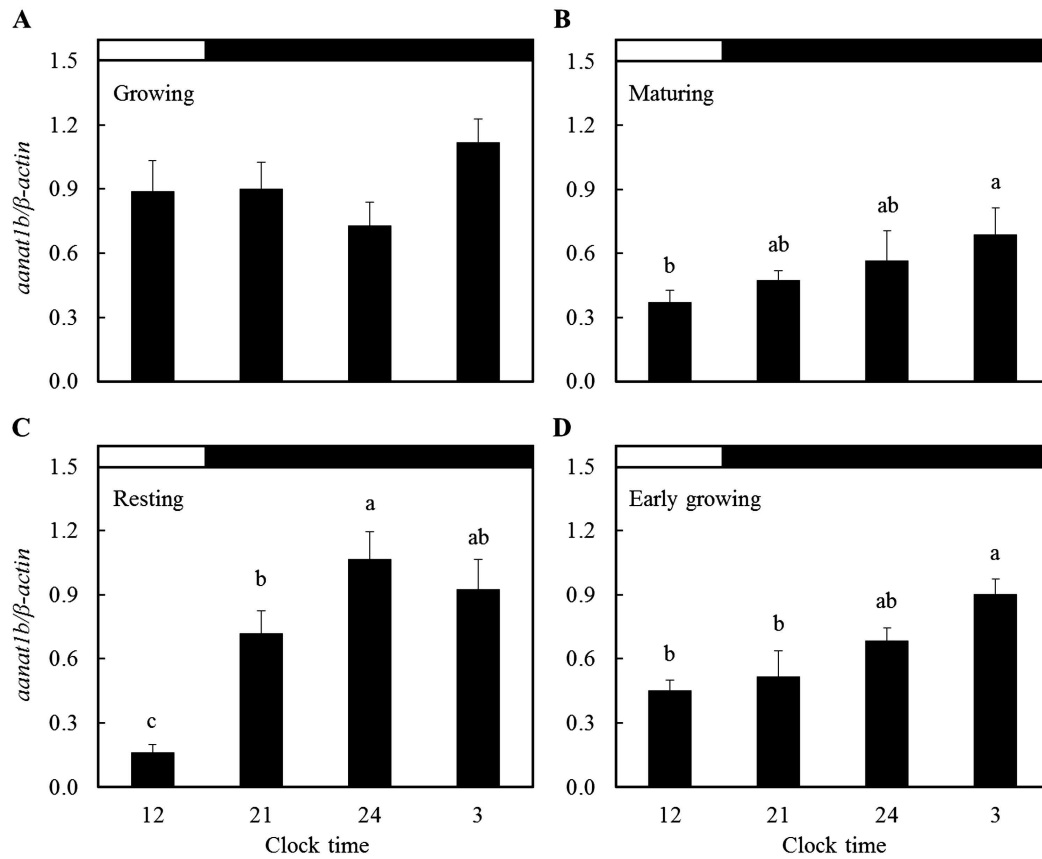 A
1.5
Growing
1.2
0.9
0.6
0.3
0.0
aanat1b/β-actin
B
1.5
Maturing
1.2
0.9
0.6
0.3
0.0
b
ab
ab
a
C
1.5
Resting
1.2
0.9
0.6
0.3
0.0
aanat1b/β-actin
c
b
a
ab
12 21 24 3
Clock time
D
1.5
Early growing
1.2
0.9
0.6
0.3
0.0
b
b
ab
a
12 21 24 3
Clock time